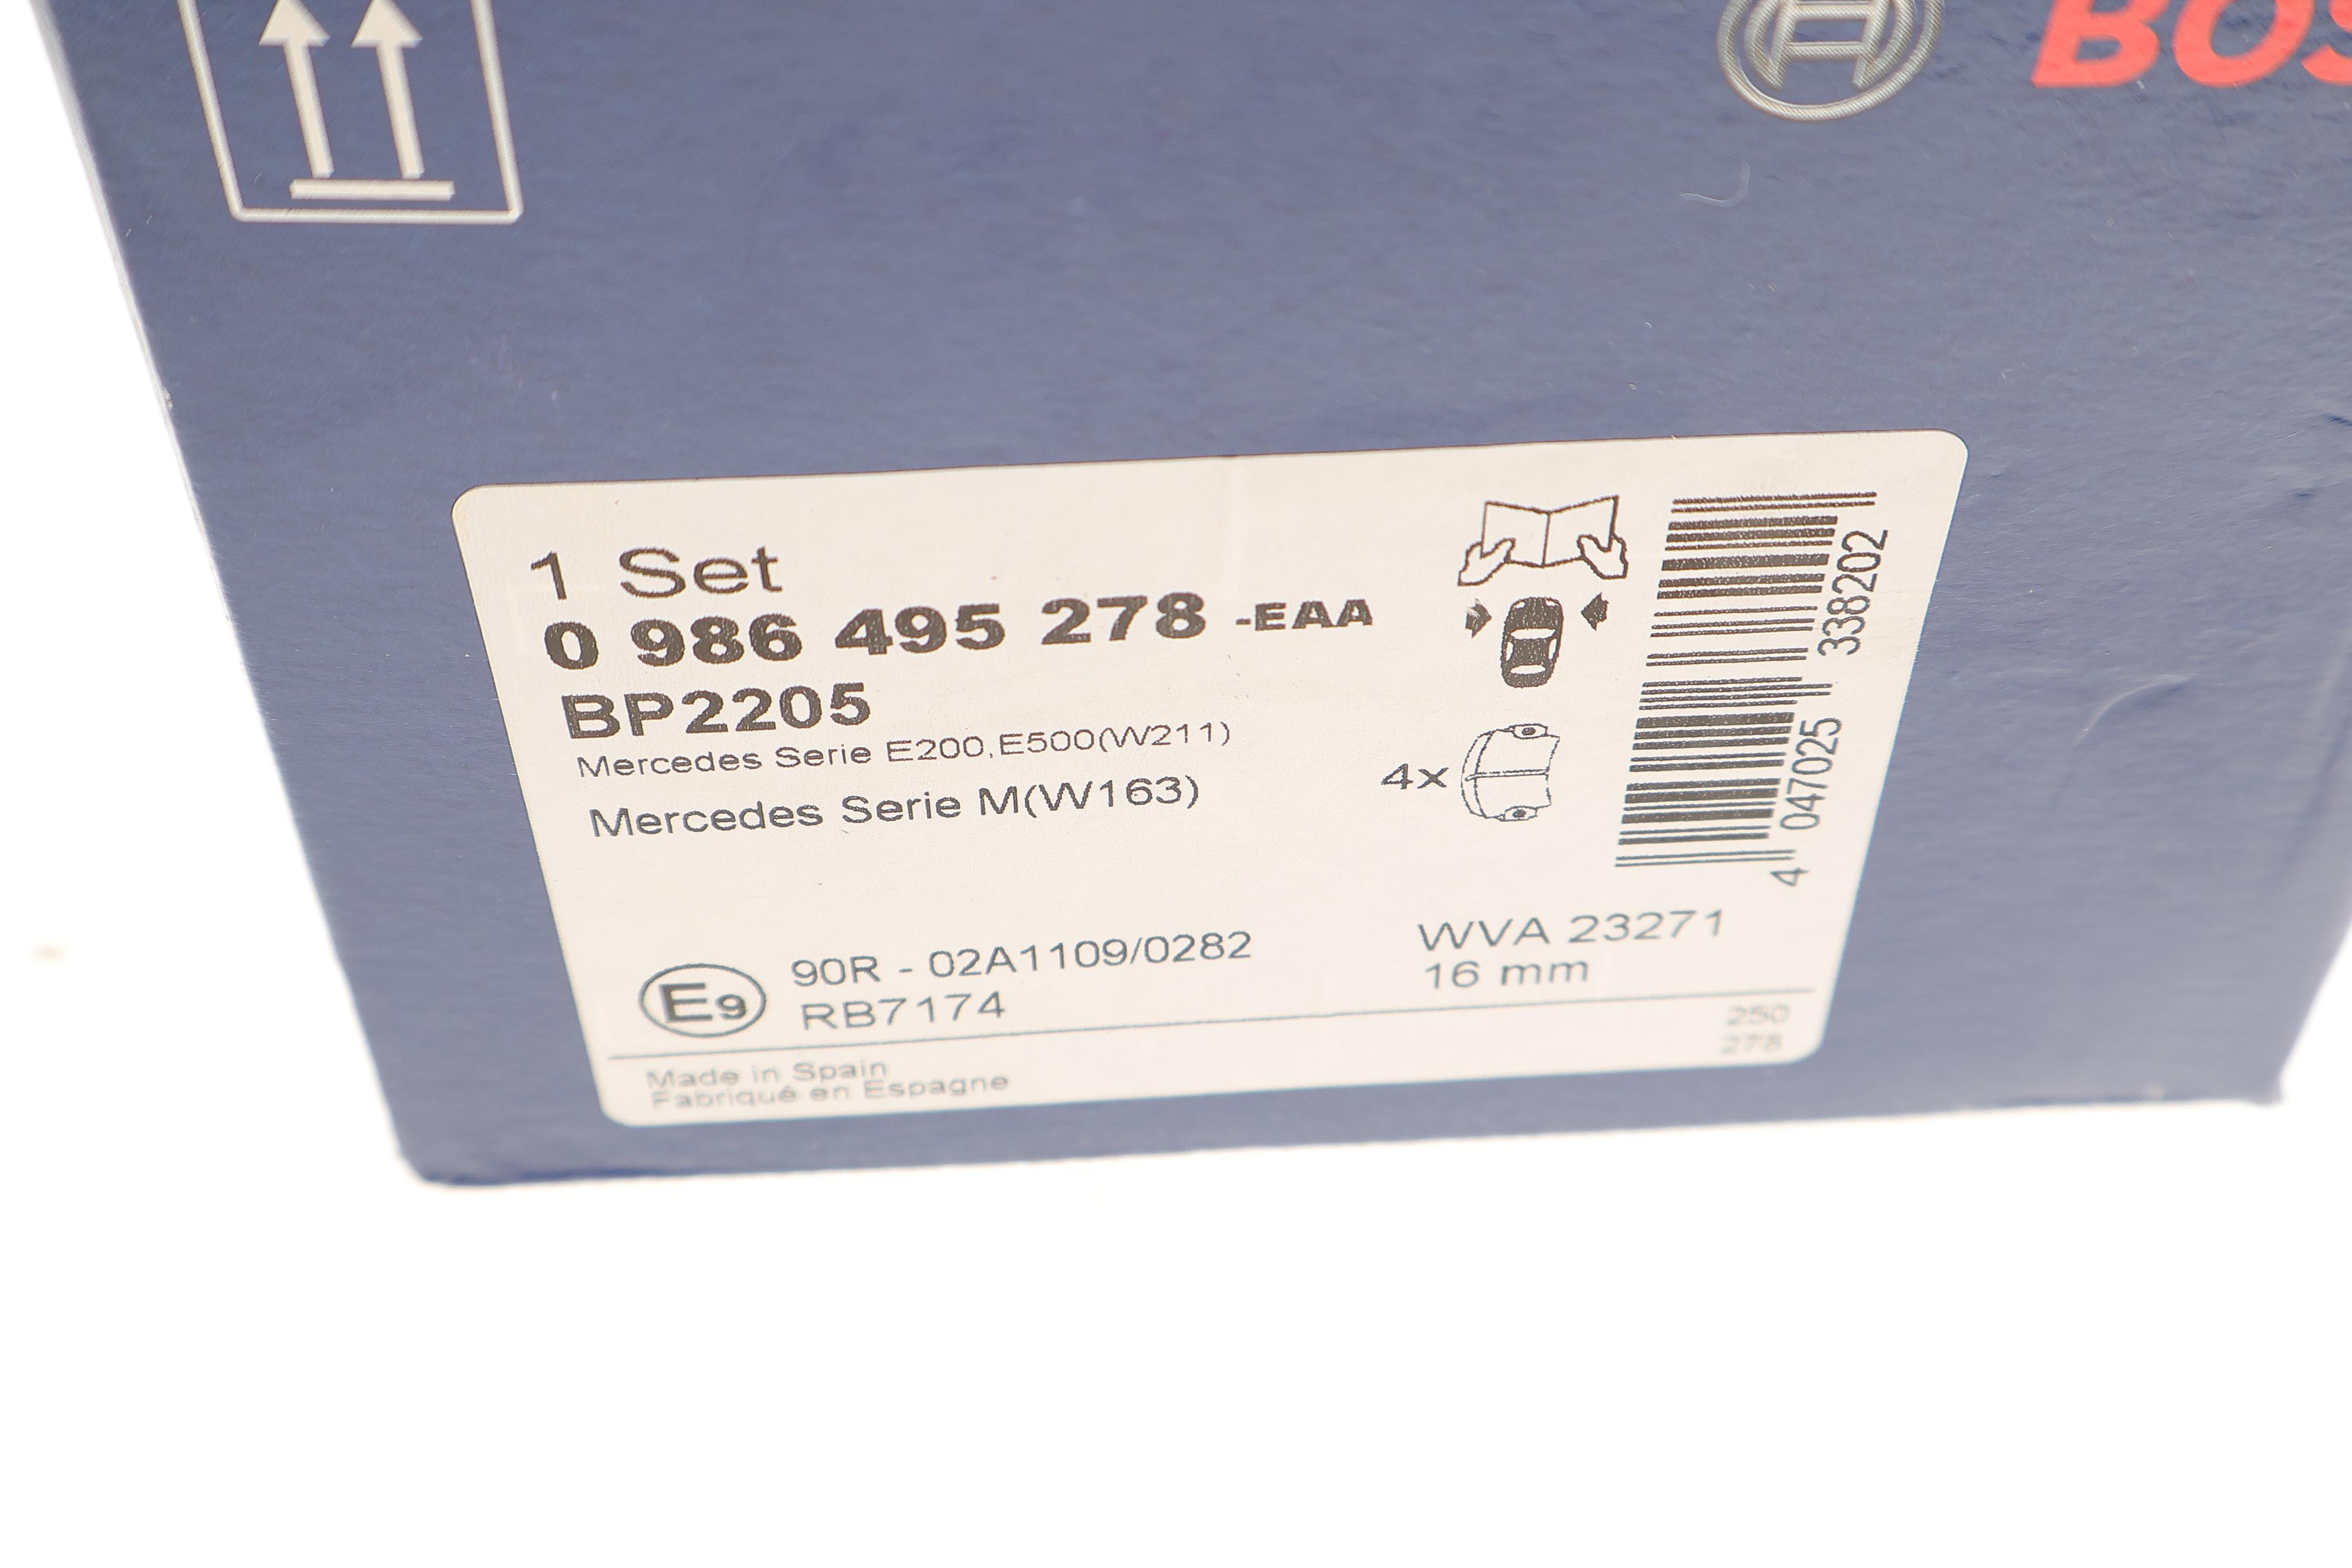 BOS
1 Set
0 986 495 278 -EAA
BP2205
Mercedes Serie E200,E500(W211)
Mercedes Serie M(W163)
4x
4 047025 338202
E9
90R - 02A1109/0282
RB7174
WVA 23271
16 mm
250
278
Made in Spain
Fabriqué en Espagne